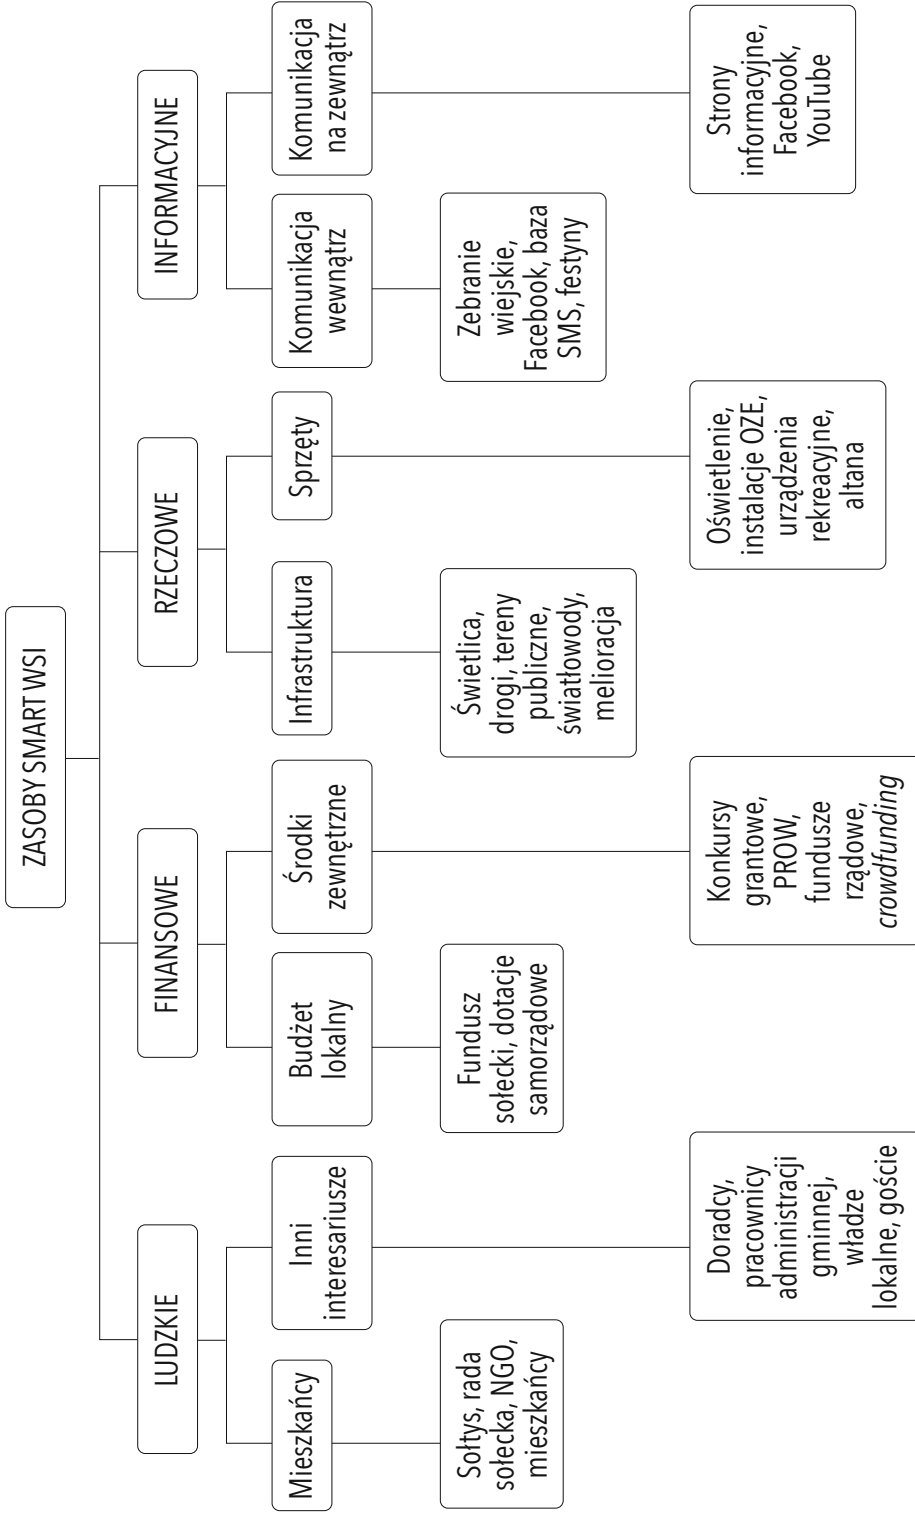 ZASOBY SMART WSI
LUDZKIE
FINANSOWE
RZECZOWE
INFORMACYJNE
Mieszkańcy
Inni
interesariusze
Budżet
lokalny
Środki
zewnętrzne
Infrastruktura
Sprzęty
Komunikacja
wewnątrz
Komunikacja
na zewnątrz
Sołtys, rada
sołecka, NGO,
mieszkańcy
Fundusz
sołecki, dotacje
samorządowe
Świetlica,
drogi, tereny
publiczne,
światłowody,
melioracja
Zebranie
wiejskie,
Facebook, baza
SMS, festyny
Doradcy,
pracownicy
administracji
gminnej,
władze
lokalne, goście
Konkursy
grantowe,
PROW,
fundusze
rządowe,
crowdfunding
Oświetlenie,
instalacje OZE,
urządzenia
rekreacyjne,
altana
Strony
informacyjne,
Facebook,
YouTube